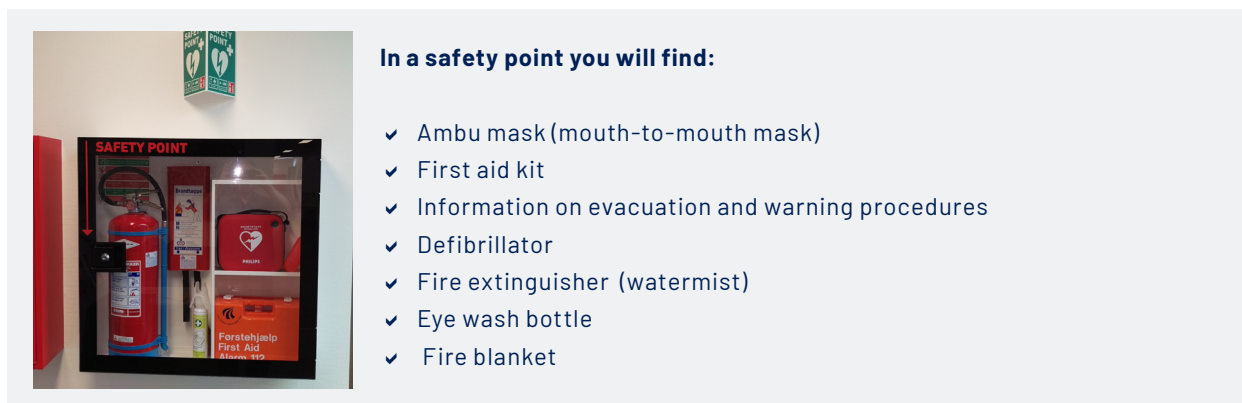 SAFETY POINT
In a safety point you will find:
Ambu mask (mouth-to-mouth mask)
First aid kit
Information on evacuation and warning procedures
Defibrillator
Fire extinguisher (watermist)
Eye wash bottle
Fire blanket
SAFETY POINT
Brandtæppe
PHILIPS
Førstehjælp
First Aid
Alarm 112